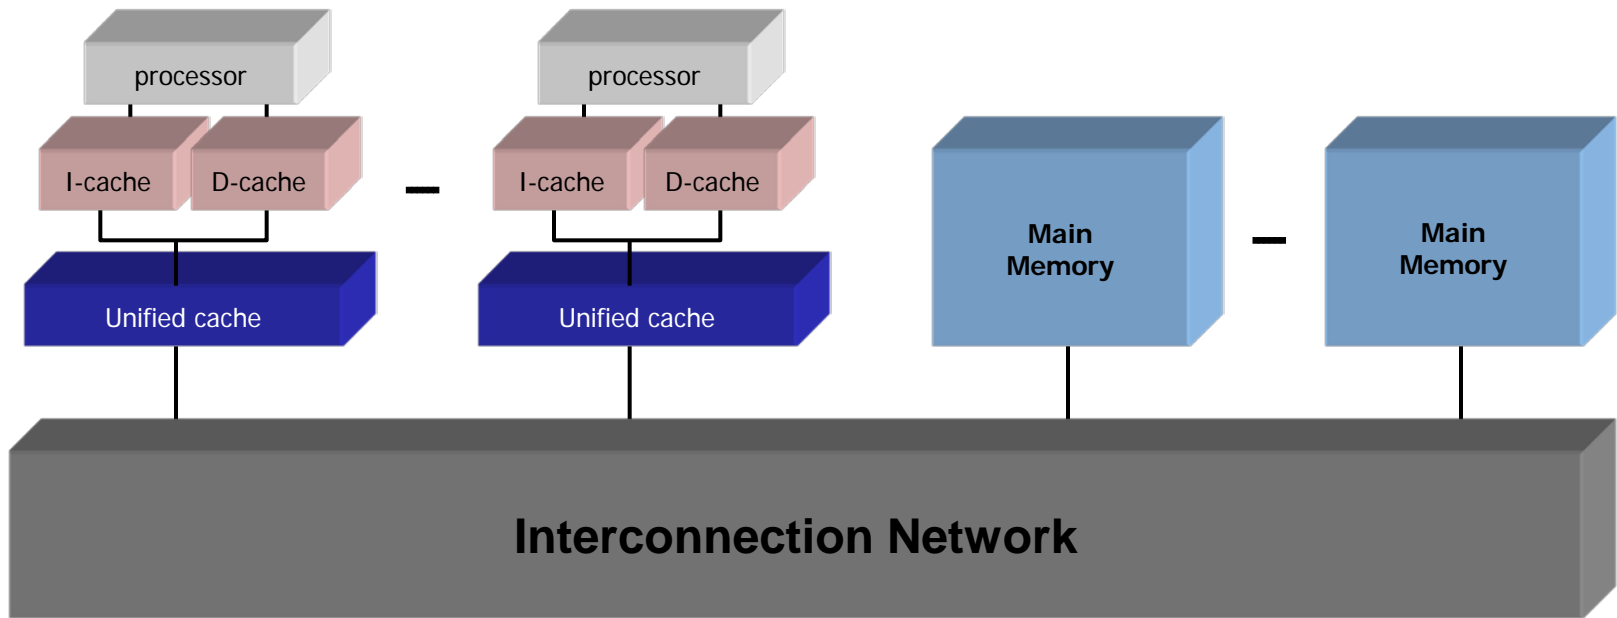 processor
processor
I-cache
D-cache
I-cache
D-cache
Main
Memory
Main
Memory
Unified cache
Unified cache
Interconnection Network